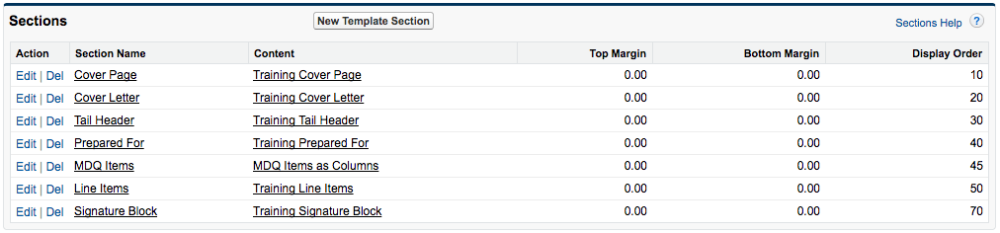 Sections New Template Section Sections Help ?
Action Section Name Content Top Margin Bottom Margin Display Order
Edit | Del Cover Page Training Cover Page 0.00 0.00 10
Edit | Del Cover Letter Training Cover Letter 0.00 0.00 20
Edit | Del Tail Header Training Tail Header 0.00 0.00 30
Edit | Del Prepared For Training Prepared For 0.00 0.00 40
Edit | Del MDQ Items MDQ Items as Columns 0.00 0.00 45
Edit | Del Line Items Training Line Items 0.00 0.00 50
Edit | Del Signature Block Training Signature Block 0.00 0.00 70